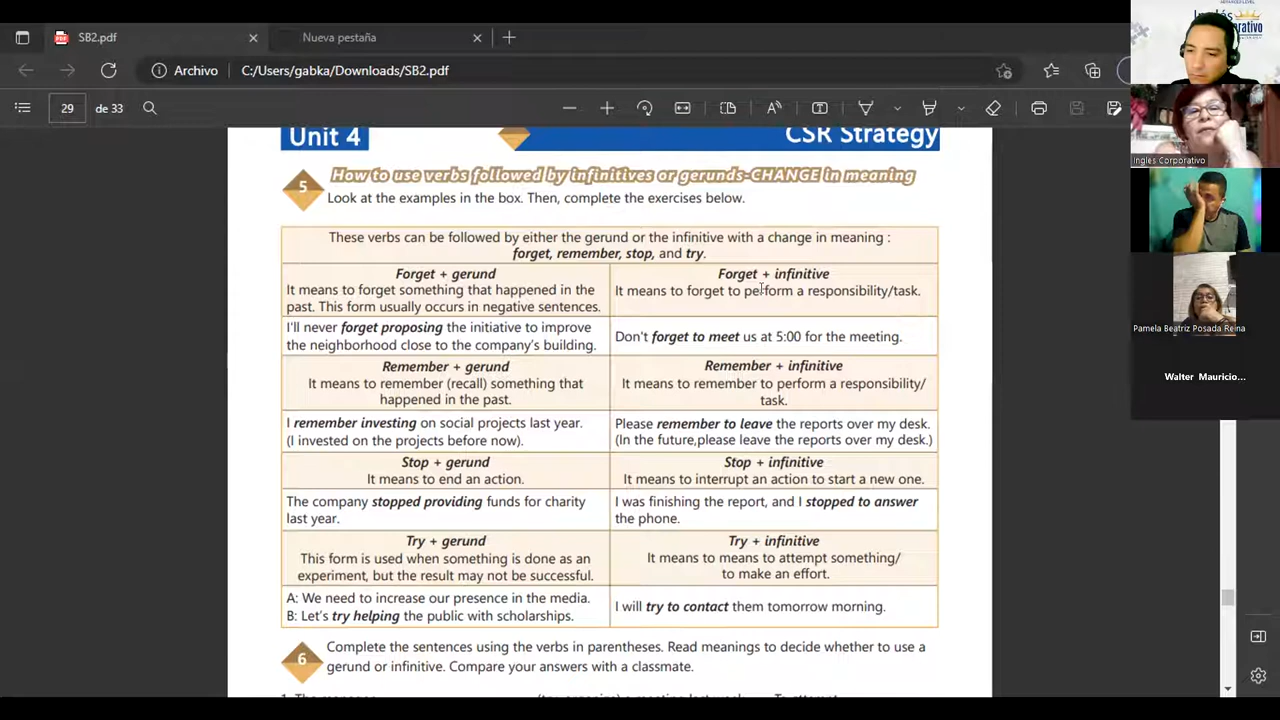 SB2.pdf
Nueva pestaña
Archivo
C:/Users/gabka/Downloads/SB2.pdf
29
de 33
Unit 4
CSR Strategy
5
How to use verbs followed by infinitives or gerunds-CHANGE in meaning
Look at the examples in the box. Then, complete the exercises below.
These verbs can be followed by either the gerund or the infinitive with a change in meaning :
forget, remember, stop, and try.
Forget + gerund
It means to forget something that happened in the
past. This form usually occurs in negative sentences.
Forget + infinitive
It means to forget to perform a responsibility/task.
I'll never forget proposing the initiative to improve
the neighborhood close to the company's building.
Don't forget to meet us at 5:00 for the meeting.
Remember + gerund
It means to remember (recall) something that
happened in the past.
Remember + infinitive
It means to remember to perform a responsibility/
task.
I remember investing on social projects last year.
(I invested on the projects before now).
Please remember to leave the reports over my desk.
(In the future,please leave the reports over my desk.)
Stop + gerund
It means to end an action.
Stop + infinitive
It means to interrupt an action to start a new one.
The company stopped providing funds for charity
last year.
I was finishing the report, and I stopped to answer
the phone.
Try + gerund
This form is used when something is done as an
experiment, but the result may not be successful.
Try + infinitive
It means to means to attempt something/
to make an effort.
A: We need to increase our presence in the media.
B: Let's try helping the public with scholarships.
I will try to contact them tomorrow morning.
6
Complete the sentences using the verbs in parentheses. Read meanings to decide whether to use a
gerund or infinitive. Compare your answers with a classmate.
Ingles Corporativo
Pamela Beatriz Posada Reina
Walter Mauricio...